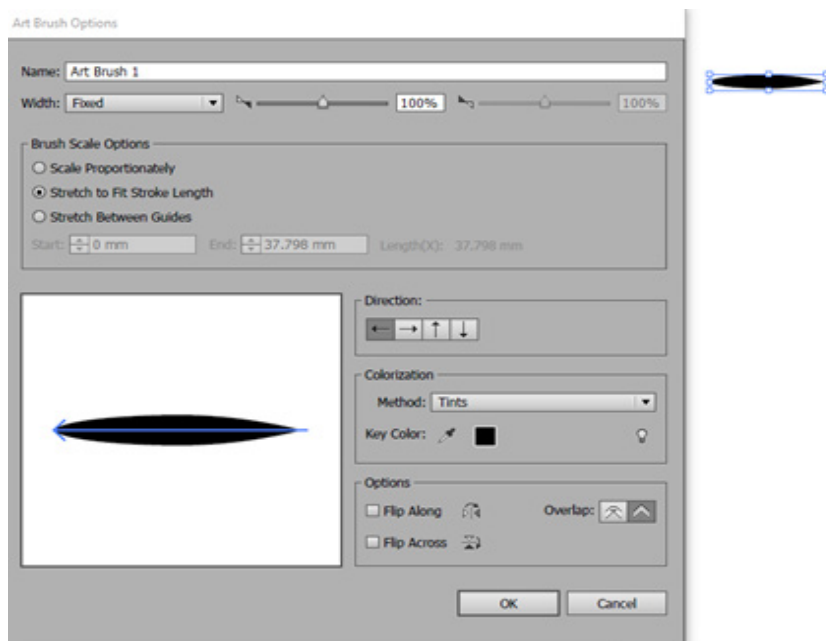 Art Brush Options
Name: Art Brush 1
Width: Fixed 100% 100%
Brush Scale Options
Scale Proportionately
Stretch to Fit Stroke Length
Stretch Between Guides
Start: 0 mm End: 37.798 mm Length(X): 37.798 mm
Direction:
Colorization
Method: Tints
Key Color:
Options
Flip Along Overlap:
Flip Across
OK Cancel